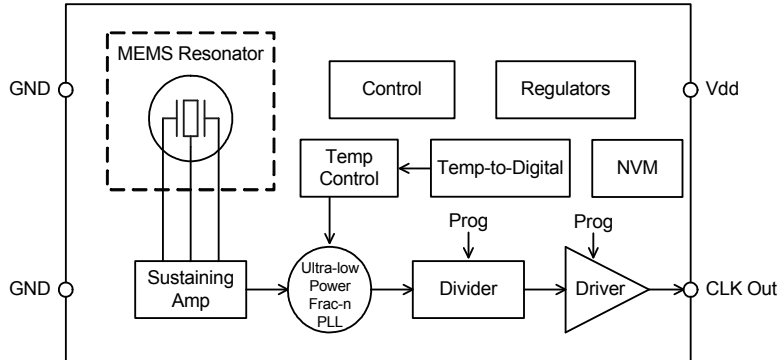 MEMS Resonator
GND
Control
Regulators
Vdd
Temp
Control
Temp-to-Digital
NVM
Prog
Prog
GND
Sustaining
Amp
Ultra-low
Power
Frac-n
PLL
Divider
Driver
CLK Out